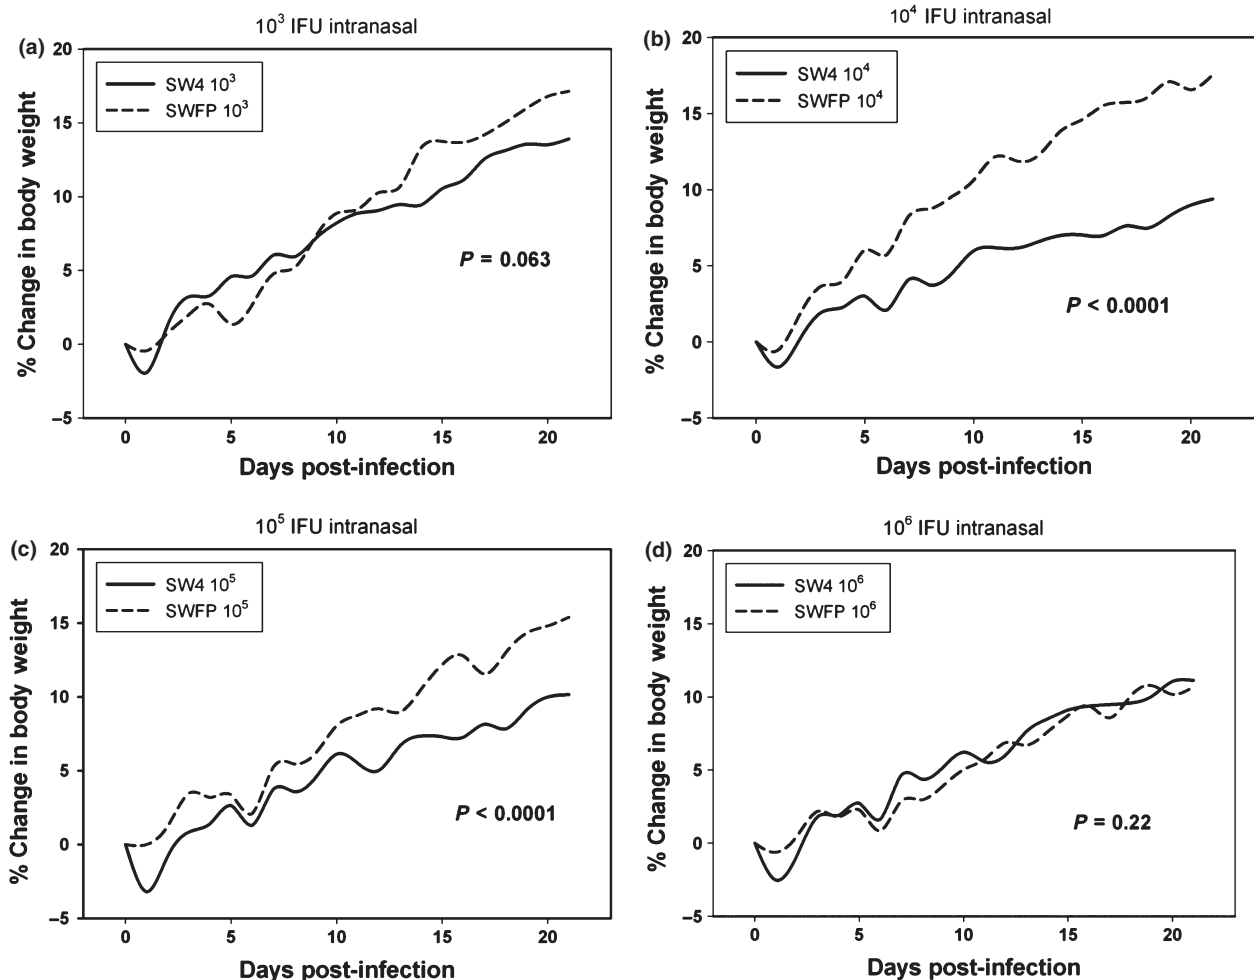 (a)
10³ IFU intranasal
20
15
10
5
0
–5
% Change in body weight
SW4 10³
SWFP 10³
P = 0.063
0 5 10 15 20
Days post-infection
(b)
10⁴ IFU intranasal
20
15
10
5
0
–5
% Change in body weight
SW4 10⁴
SWFP 10⁴
P < 0.0001
0 5 10 15 20
Days post-infection
(c)
10⁵ IFU intranasal
20
15
10
5
0
–5
% Change in body weight
SW4 10⁵
SWFP 10⁵
P < 0.0001
0 5 10 15 20
Days post-infection
(d)
10⁶ IFU intranasal
20
15
10
5
0
–5
% Change in body weight
SW4 10⁶
SWFP 10⁶
P = 0.22
0 5 10 15 20
Days post-infection